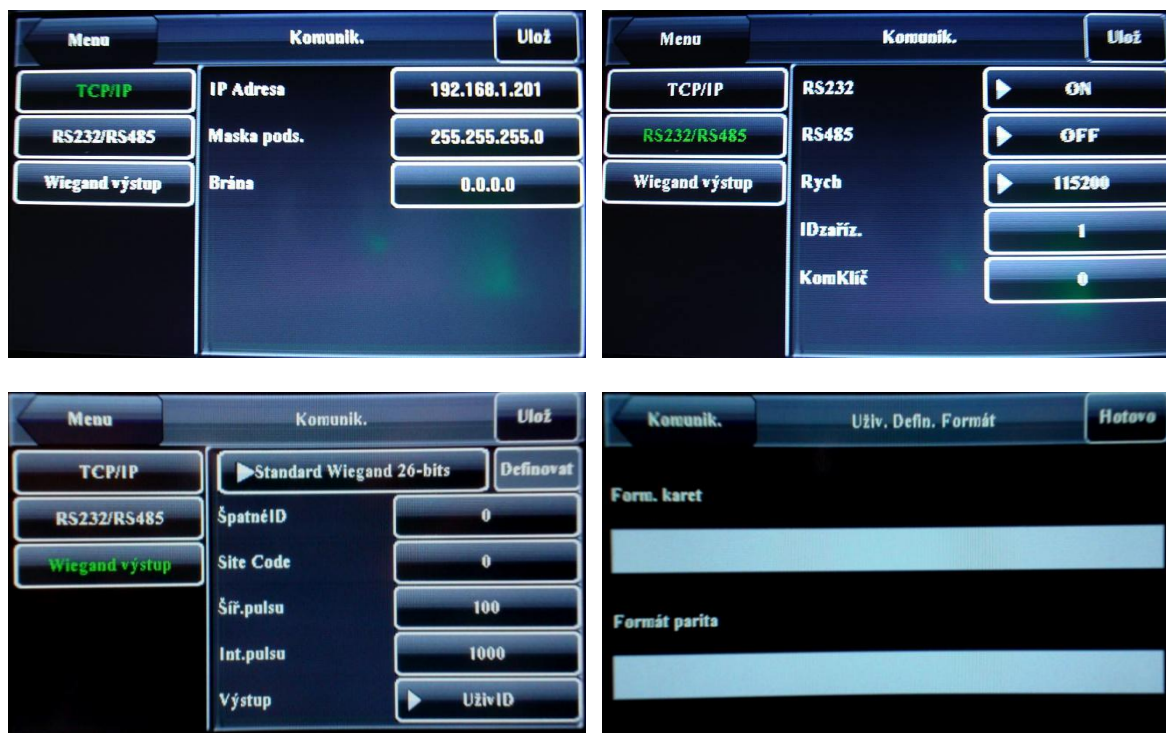 Menu Komunik. Ulož
TCP/IP IP Adresa 192.168.1.201
RS232/RS485 Maska pods. 255.255.255.0
Wiegand výstup Brána 0.0.0.0
Menu Komunik. Ulož
TCP/IP RS232 ON
RS232/RS485 RS485 OFF
Wiegand výstup Rych 115200
IDzaříz. 1
KomKlíč 0
Menu Komunik. Ulož
TCP/IP Standard Wiegand 26-bits Definovat
RS232/RS485 ŠpatnéID 0
Wiegand výstup Site Code 0
Šíř.pulsu 100
Int.pulsu 1000
Výstup UživID
Komunik. Uživ. Defin. Formát Hotovo
Form. karet
Formát parita